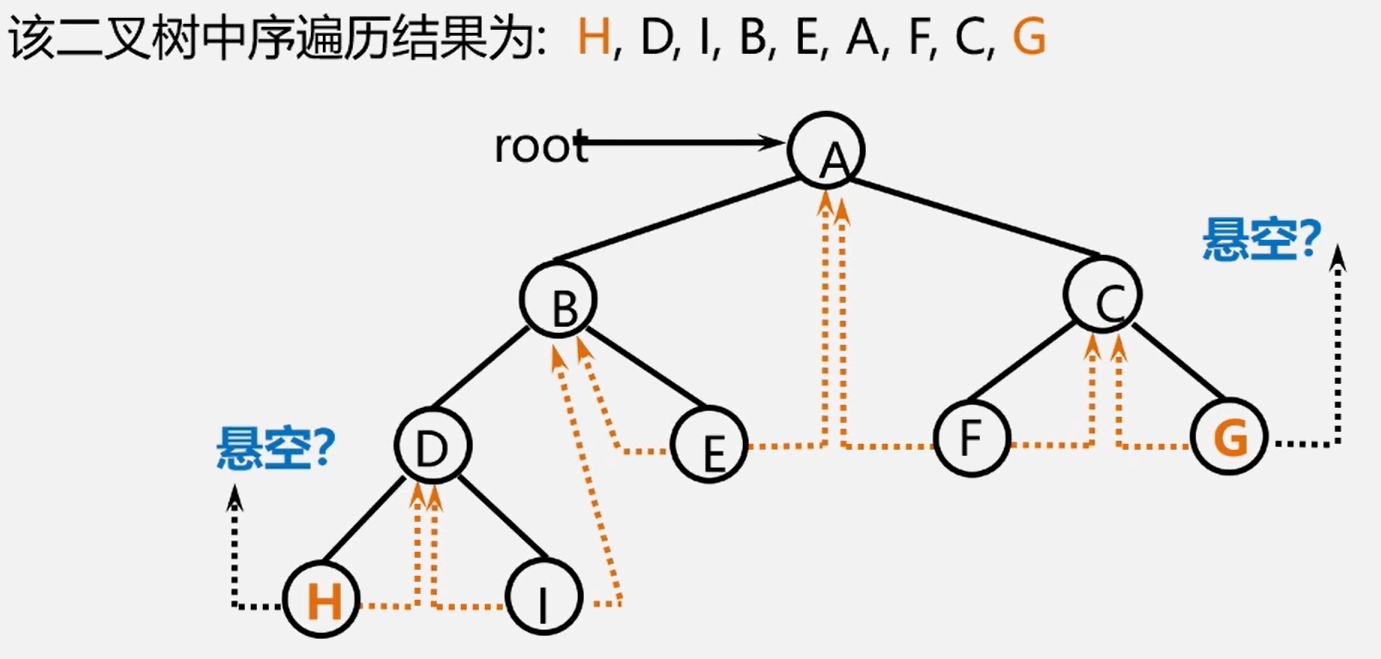 该二叉树中序遍历结果为: H, D, I, B, E, A, F, C, G
root
A
悬空?
B
C
悬空?
D
E
F
G
H
I